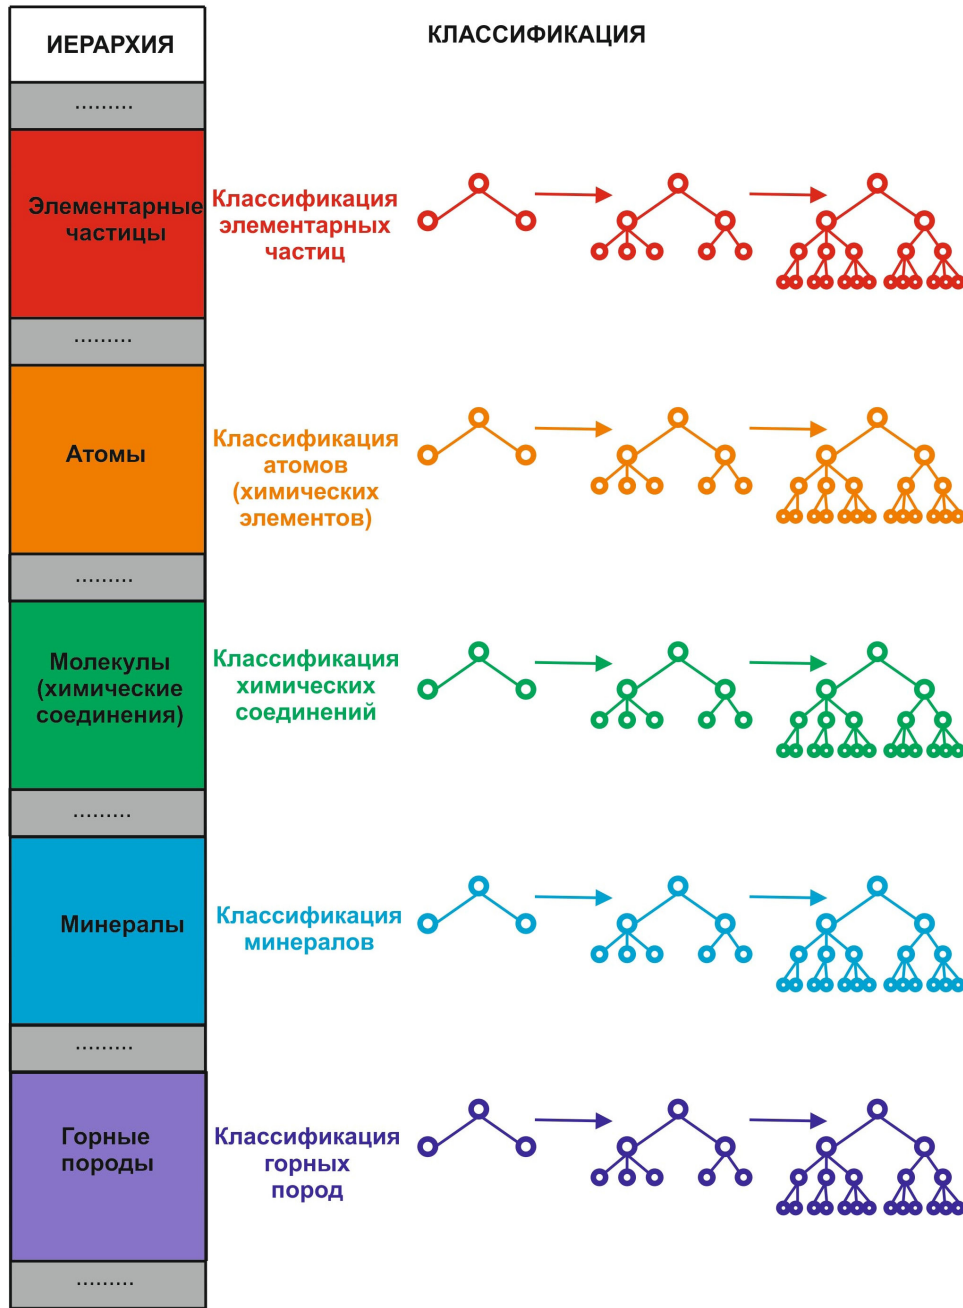 ИЕРАРХИЯ
КЛАССИФИКАЦИЯ
.........
Элементарные
частицы
Классификация
элементарных
частиц
.........
Атомы
Классификация
атомов
(химических
элементов)
.........
Молекулы
(химические
соединения)
Классификация
химических
соединений
.........
Минералы
Классификация
минералов
.........
Горные
породы
Классификация
горных
пород
.........